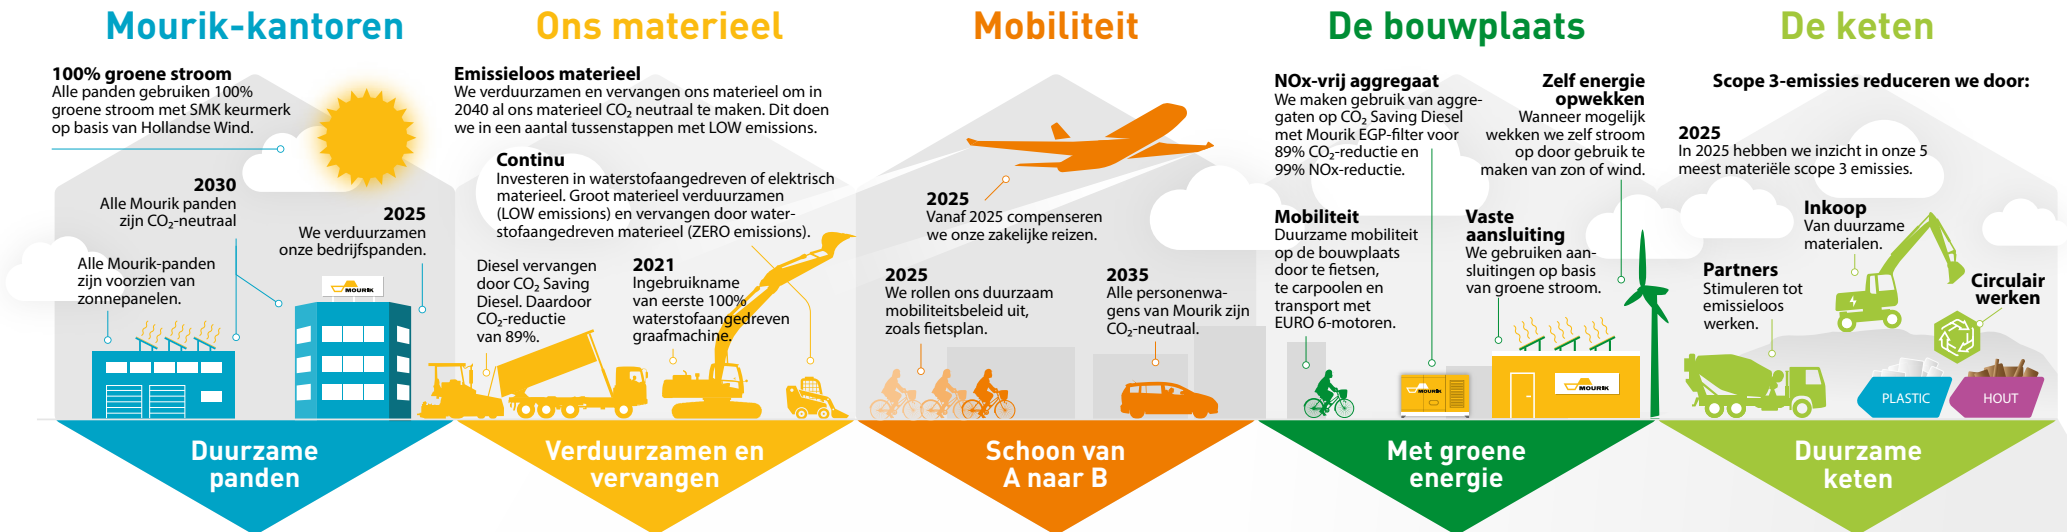 Mourik-kantoren
100% groene stroom
Alle panden gebruiken 100%
groene stroom met SMK keurmerk
op basis van Hollandse Wind.
2030
Alle Mourik panden
zijn CO₂-neutraal
2025
We verduurzamen
onze bedrijfspanden.
Alle Mourik-panden
zijn voorzien van
zonnepanelen.
MOURIK
Duurzame
panden
Ons materieel
Emissieloos materieel
We verduurzamen en vervangen ons materieel om in
2040 al ons materieel CO₂ neutraal te maken. Dit doen
we in een aantal tussenstappen met LOW emissions.
Continu
Investeren in waterstofaangedreven of elektrisch
materieel. Groot materieel verduurzamen
(LOW emissions) en vervangen door water-
stofaangedreven materieel (ZERO emissions).
Diesel vervangen
door CO₂ Saving
Diesel. Daardoor
CO₂-reductie
van 89%.
2021
Ingebruikname
van eerste 100%
waterstofaangedreven
graafmachine.
Verduurzamen en
vervangen
Mobiliteit
2025
Vanaf 2025 compenseren
we onze zakelijke reizen.
2025
We rollen ons duurzaam
mobiliteitsbeleid uit,
zoals fietsplan.
2035
Alle personenwa-
gens van Mourik zijn
CO₂-neutraal.
Schoon van
A naar B
De bouwplaats
NOx-vrij aggregaat
We maken gebruik van aggre-
gaten op CO₂ Saving Diesel
met Mourik EGP-filter voor
89% CO₂-reductie en
99% NOx-reductie.
Zelf energie
opwekken
Wanneer mogelijk
wekken we zelf stroom
op door gebruik te
maken van zon of wind.
Mobiliteit
Duurzame mobiliteit
op de bouwplaats
door te fietsen,
te carpoolen en
transport met
EURO 6-motoren.
Vaste
aansluiting
We gebruiken aan-
sluitingen op basis
van groene stroom.
MOURIK
MOURIK
Met groene
energie
De keten
Scope 3-emissies reduceren we door:
2025
In 2025 hebben we inzicht in onze 5
meest materiële scope 3 emissies.
Inkoop
Van duurzame
materialen.
Partners
Stimuleren tot
emissieloos
werken.
Circulair
werken
PLASTIC
HOUT
Duurzame
keten